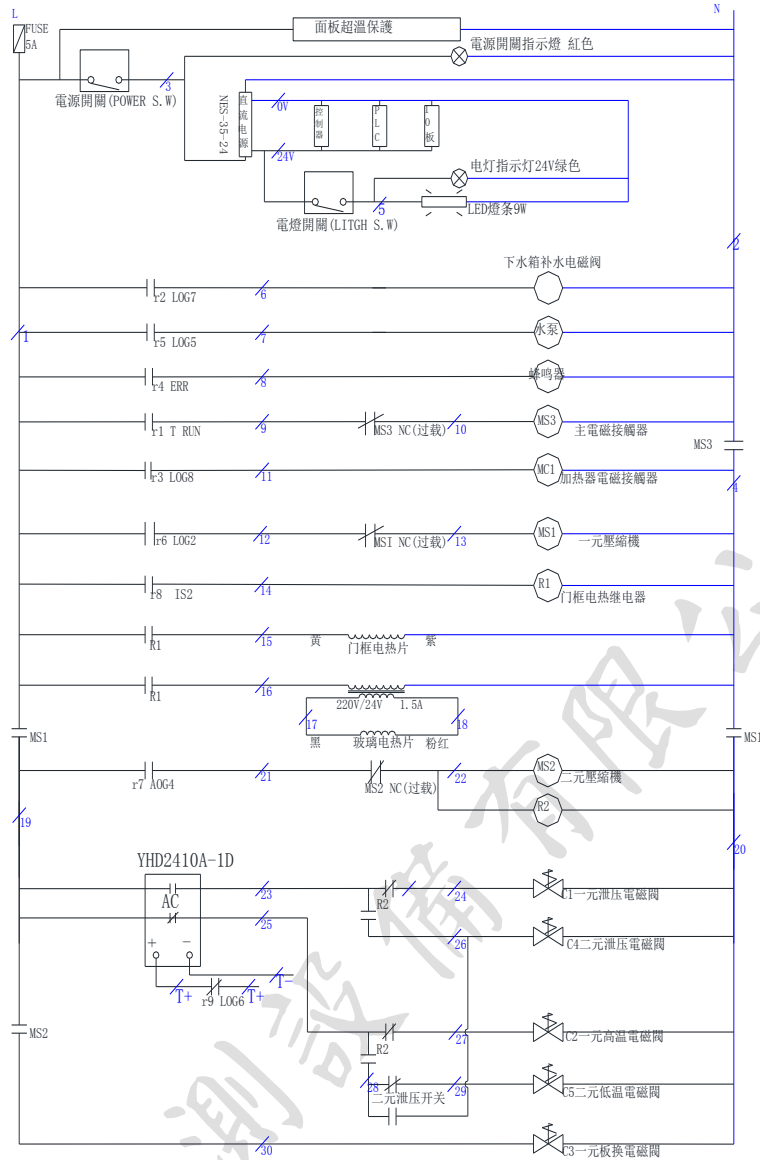 L
N
FUSE
5A
面板超溫保護
電源開關指示燈 紅色
電源開關(POWER S.W)
3
NES-35-24
直流电源
0V
24V
控制器
PLC
IO板
电灯指示灯24V绿色
5
LED燈条9W
電燈開關(LITGH S.W)
2
下水箱补水电磁阀
r2 LOG7
6
1
r5 LOG5
7
水泵
r4 ERR
8
蜂鸣器
r1 T RUN
9
MS3 NC(过载)
10
MS3
主電磁接觸器
MS3
r3 LOG8
11
MC1
加热器電磁接觸器
4
r6 LOG2
12
MSI NC(过载)
13
MS1
一元壓縮機
r8 IS2
14
R1
门框电热继电器
R1
15
黄
门框电热片
紫
R1
16
220V/24V 1.5A
17
18
黑
玻璃电热片
粉红
MS1
MS1
r7 AOG4
21
MS2 NC(过载)
22
MS2
二元壓縮機
R2
19
20
YHD2410A-1D
AC
+
-
23
25
R2
24
C1一元泄压電磁閥
26
C4二元泄压電磁閥
T-
T+
r9 LOG6
T+
MS2
R2
27
C2一元高温電磁閥
28
二元泄压开关
29
C5二元低温電磁閥
30
C3一元板换電磁閥
測設備有限公